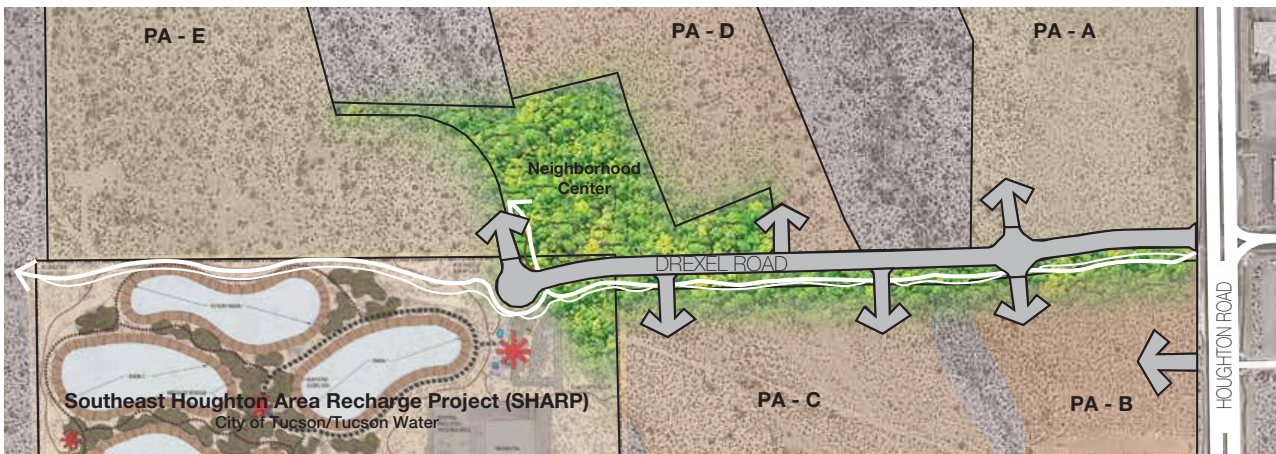 PA - E
PA - D
PA - A
Neighborhood
Center
DREXEL ROAD
HOUGHTON ROAD
Southeast Houghton Area Recharge Project (SHARP)
City of Tucson/Tucson Water
PA - C
PA - B